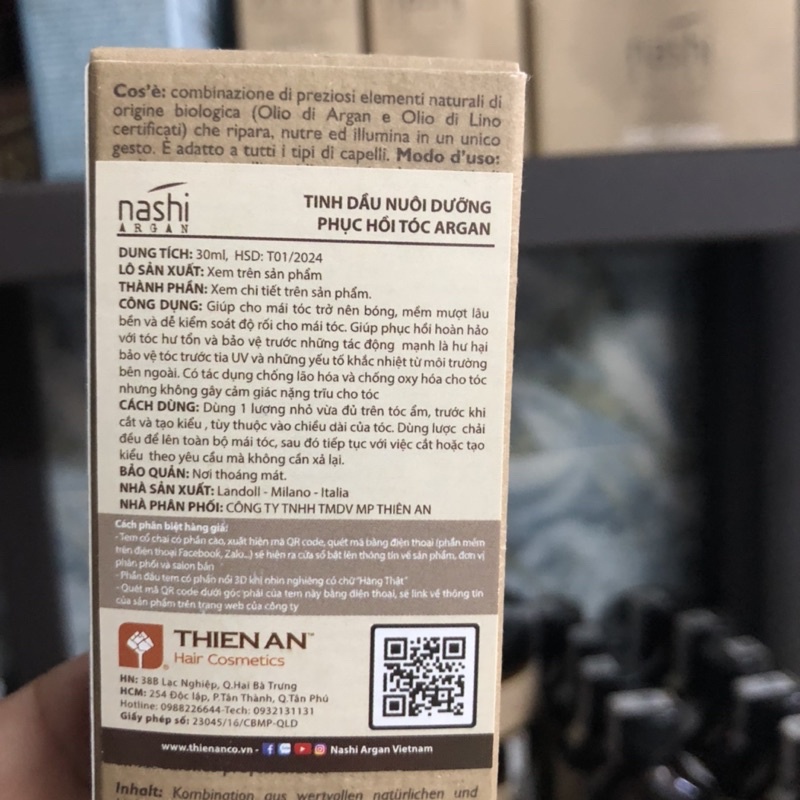 nashi
Cos'è: combinazione di preziosi elementi naturali di
origine biologica (Olio di Argan e Olio di Lino
certificati) che ripara, nutre ed illumina in un unico
gesto. È adatto a tutti i tipi di capelli. Modo d'uso:
nashi
ARGAN
TINH DẦU NUÔI DƯỠNG
PHỤC HỒI TÓC ARGAN
DUNG TÍCH: 30ml, HSD: T01/2024
LÔ SẢN XUẤT: Xem trên sản phẩm
THÀNH PHẦN: Xem chi tiết trên sản phẩm.
CÔNG DỤNG: Giúp cho mái tóc trở nên bóng, mềm mượt lâu
bền và dễ kiểm soát độ rối cho mái tóc. Giúp phục hồi hoàn hảo
với tóc hư tổn và bảo vệ trước những tác động mạnh là hư hại
bảo vệ tóc trước tia UV và những yếu tố khắc nhiệt từ môi trường
bên ngoài. Có tác dụng chống lão hóa và chống oxy hóa cho tóc
nhưng không gây cảm giác nặng trĩu cho tóc
CÁCH DÙNG: Dùng 1 lượng nhỏ vừa đủ trên tóc ẩm, trước khi
cắt và tạo kiểu , tùy thuộc vào chiều dài của tóc. Dùng lược chải
đều để lên toàn bộ mái tóc, sau đó tiếp tục với việc cắt hoặc tạo
kiểu theo yêu cầu mà không cần xả lại.
BẢO QUẢN: Nơi thoáng mát.
NHÀ SẢN XUẤT: Landoll - Milano - Italia
NHÀ PHÂN PHỐI: CÔNG TY TNHH TMDV MP THIÊN AN
Cách phân biệt hàng giả:
-Tem cổ chai có phần cào, xuất hiện mã QR code, quét mã bằng điện thoại (phần mềm
trên điện thoại Facebook, Zalo...) sẽ hiện ra cửa sổ bật lên thông tin về sản phẩm, đơn vị
phân phối và salon bán
-Phần đầu tem có phần nổi 3D khi nhìn nghiêng có chữ "Hàng Thật"
-Quét mã QR code dưới góc phải của tem này bằng điện thoại, sẽ link về thông tin
của sản phẩm trên trang web của công ty
THIEN AN™
Hair Cosmetics
HN: 38B Lạc Nghiệp, Q.Hai Bà Trưng
HCM: 254 Độc lập, P.Tân Thành, Q.Tân Phú
Hotline: 0988226644-Tech: 0932131131
Giấy phép số: 23045/16/CBMP-QLD
www.thienanco.vn - Nashi Argan Vietnam
Inhalt: Kombination aus wertvollen natürlichen und